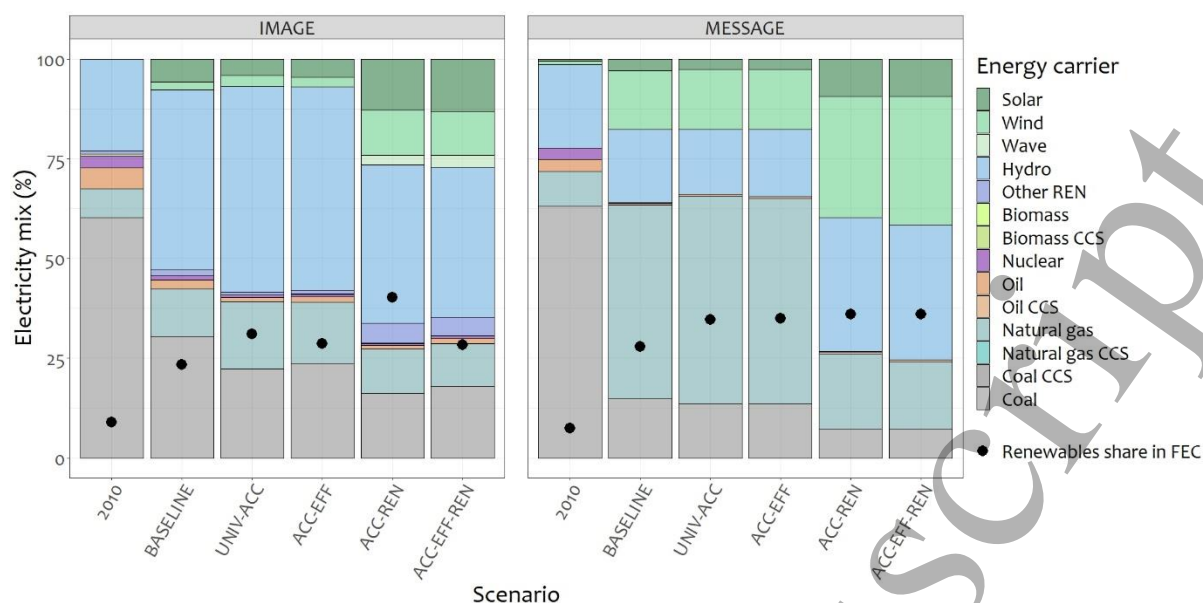 IMAGE
MESSAGE
Electricity mix (%)
100
75
50
25
0
2010
BASELINE
UNIV-ACC
ACC-EFF
ACC-REN
ACC-EFF-REN
2010
BASELINE
UNIV-ACC
ACC-EFF
ACC-REN
ACC-EFF-REN
Scenario
Energy carrier
Solar
Wind
Wave
Hydro
Other REN
Biomass
Biomass CCS
Nuclear
Oil
Oil CCS
Natural gas
Natural gas CCS
Coal CCS
Coal
Renewables share in FEC
script